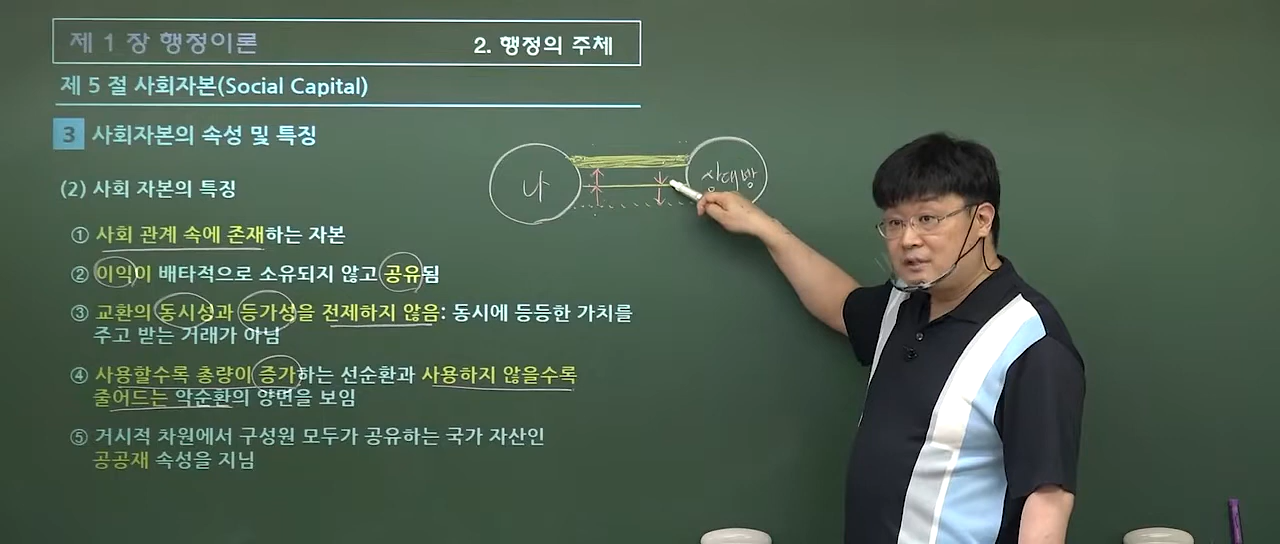 제 1 장 행정이론
2. 행정의 주체
제 5 절 사회자본(Social Capital)
3 사회자본의 속성 및 특징
(2) 사회 자본의 특징
① 사회 관계 속에 존재하는 자본
② 이익이 배타적으로 소유되지 않고 공유됨
③ 교환의 동시성과 등가성을 전제하지 않음: 동시에 등등한 가치를
주고 받는 거래가 아님
④ 사용할수록 총량이 증가하는 선순환과 사용하지 않을수록
줄어드는 악순환의 양면을 보임
⑤ 거시적 차원에서 구성원 모두가 공유하는 국가 자산인
공공재 속성을 지님
나
상대방